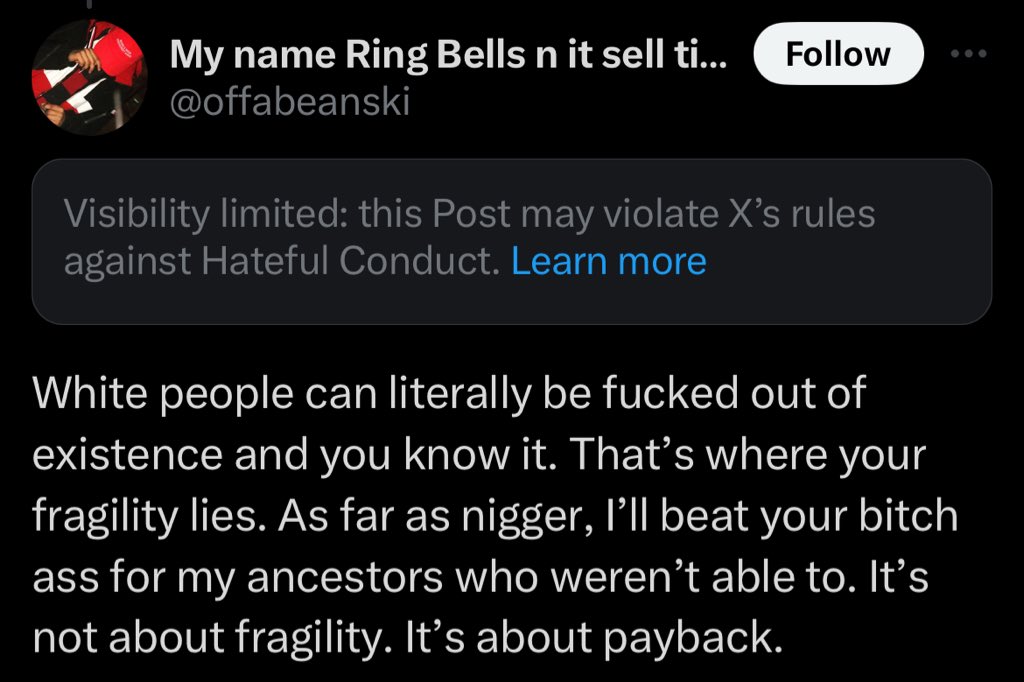 My name Ring Bells n it sell ti...
Follow
@offabeanski
Visibility limited: this Post may violate X’s rules
against Hateful Conduct. Learn more
White people can literally be fucked out of
existence and you know it. That’s where your
fragility lies. As far as nigger, I’ll beat your bitch
ass for my ancestors who weren’t able to. It’s
not about fragility. It’s about payback.